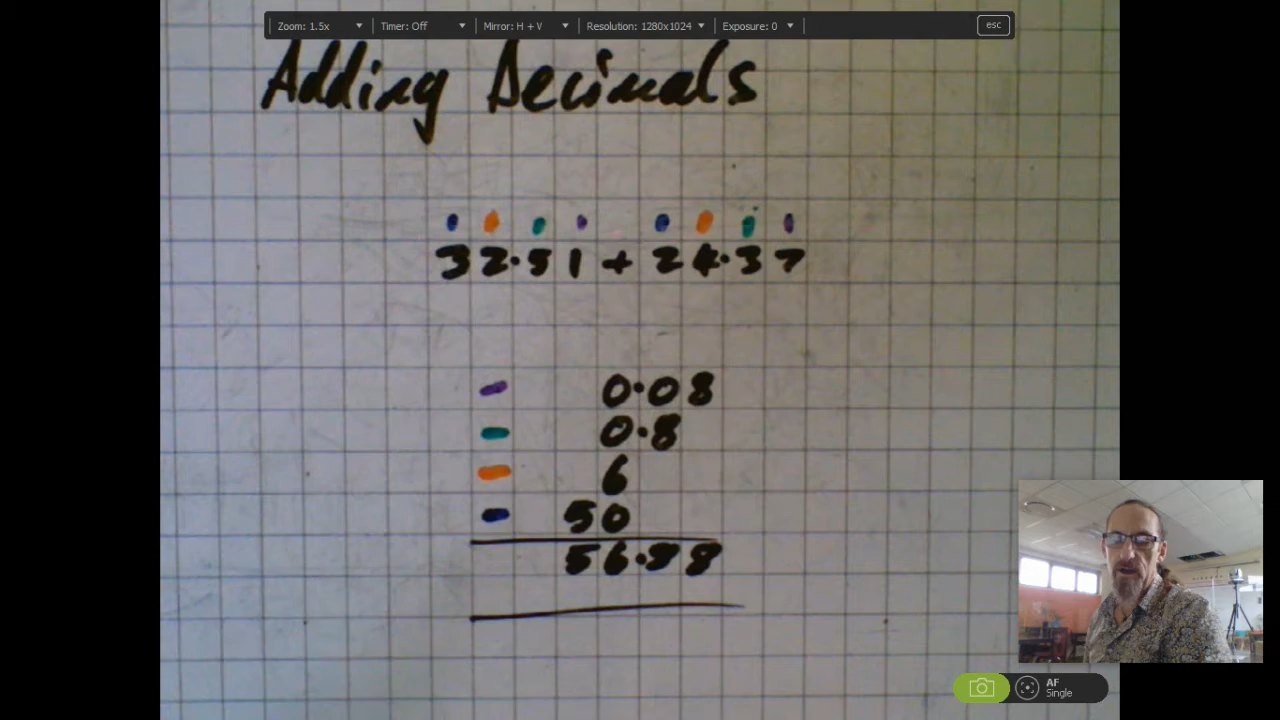 Zoom: 1.5x Timer: Off Mirror: H + V Resolution: 1280x1024 Exposure: 0 esc
Adding Decimals
32.51 + 24.37
0.08
0.8
6
50
56.88
AF
Single